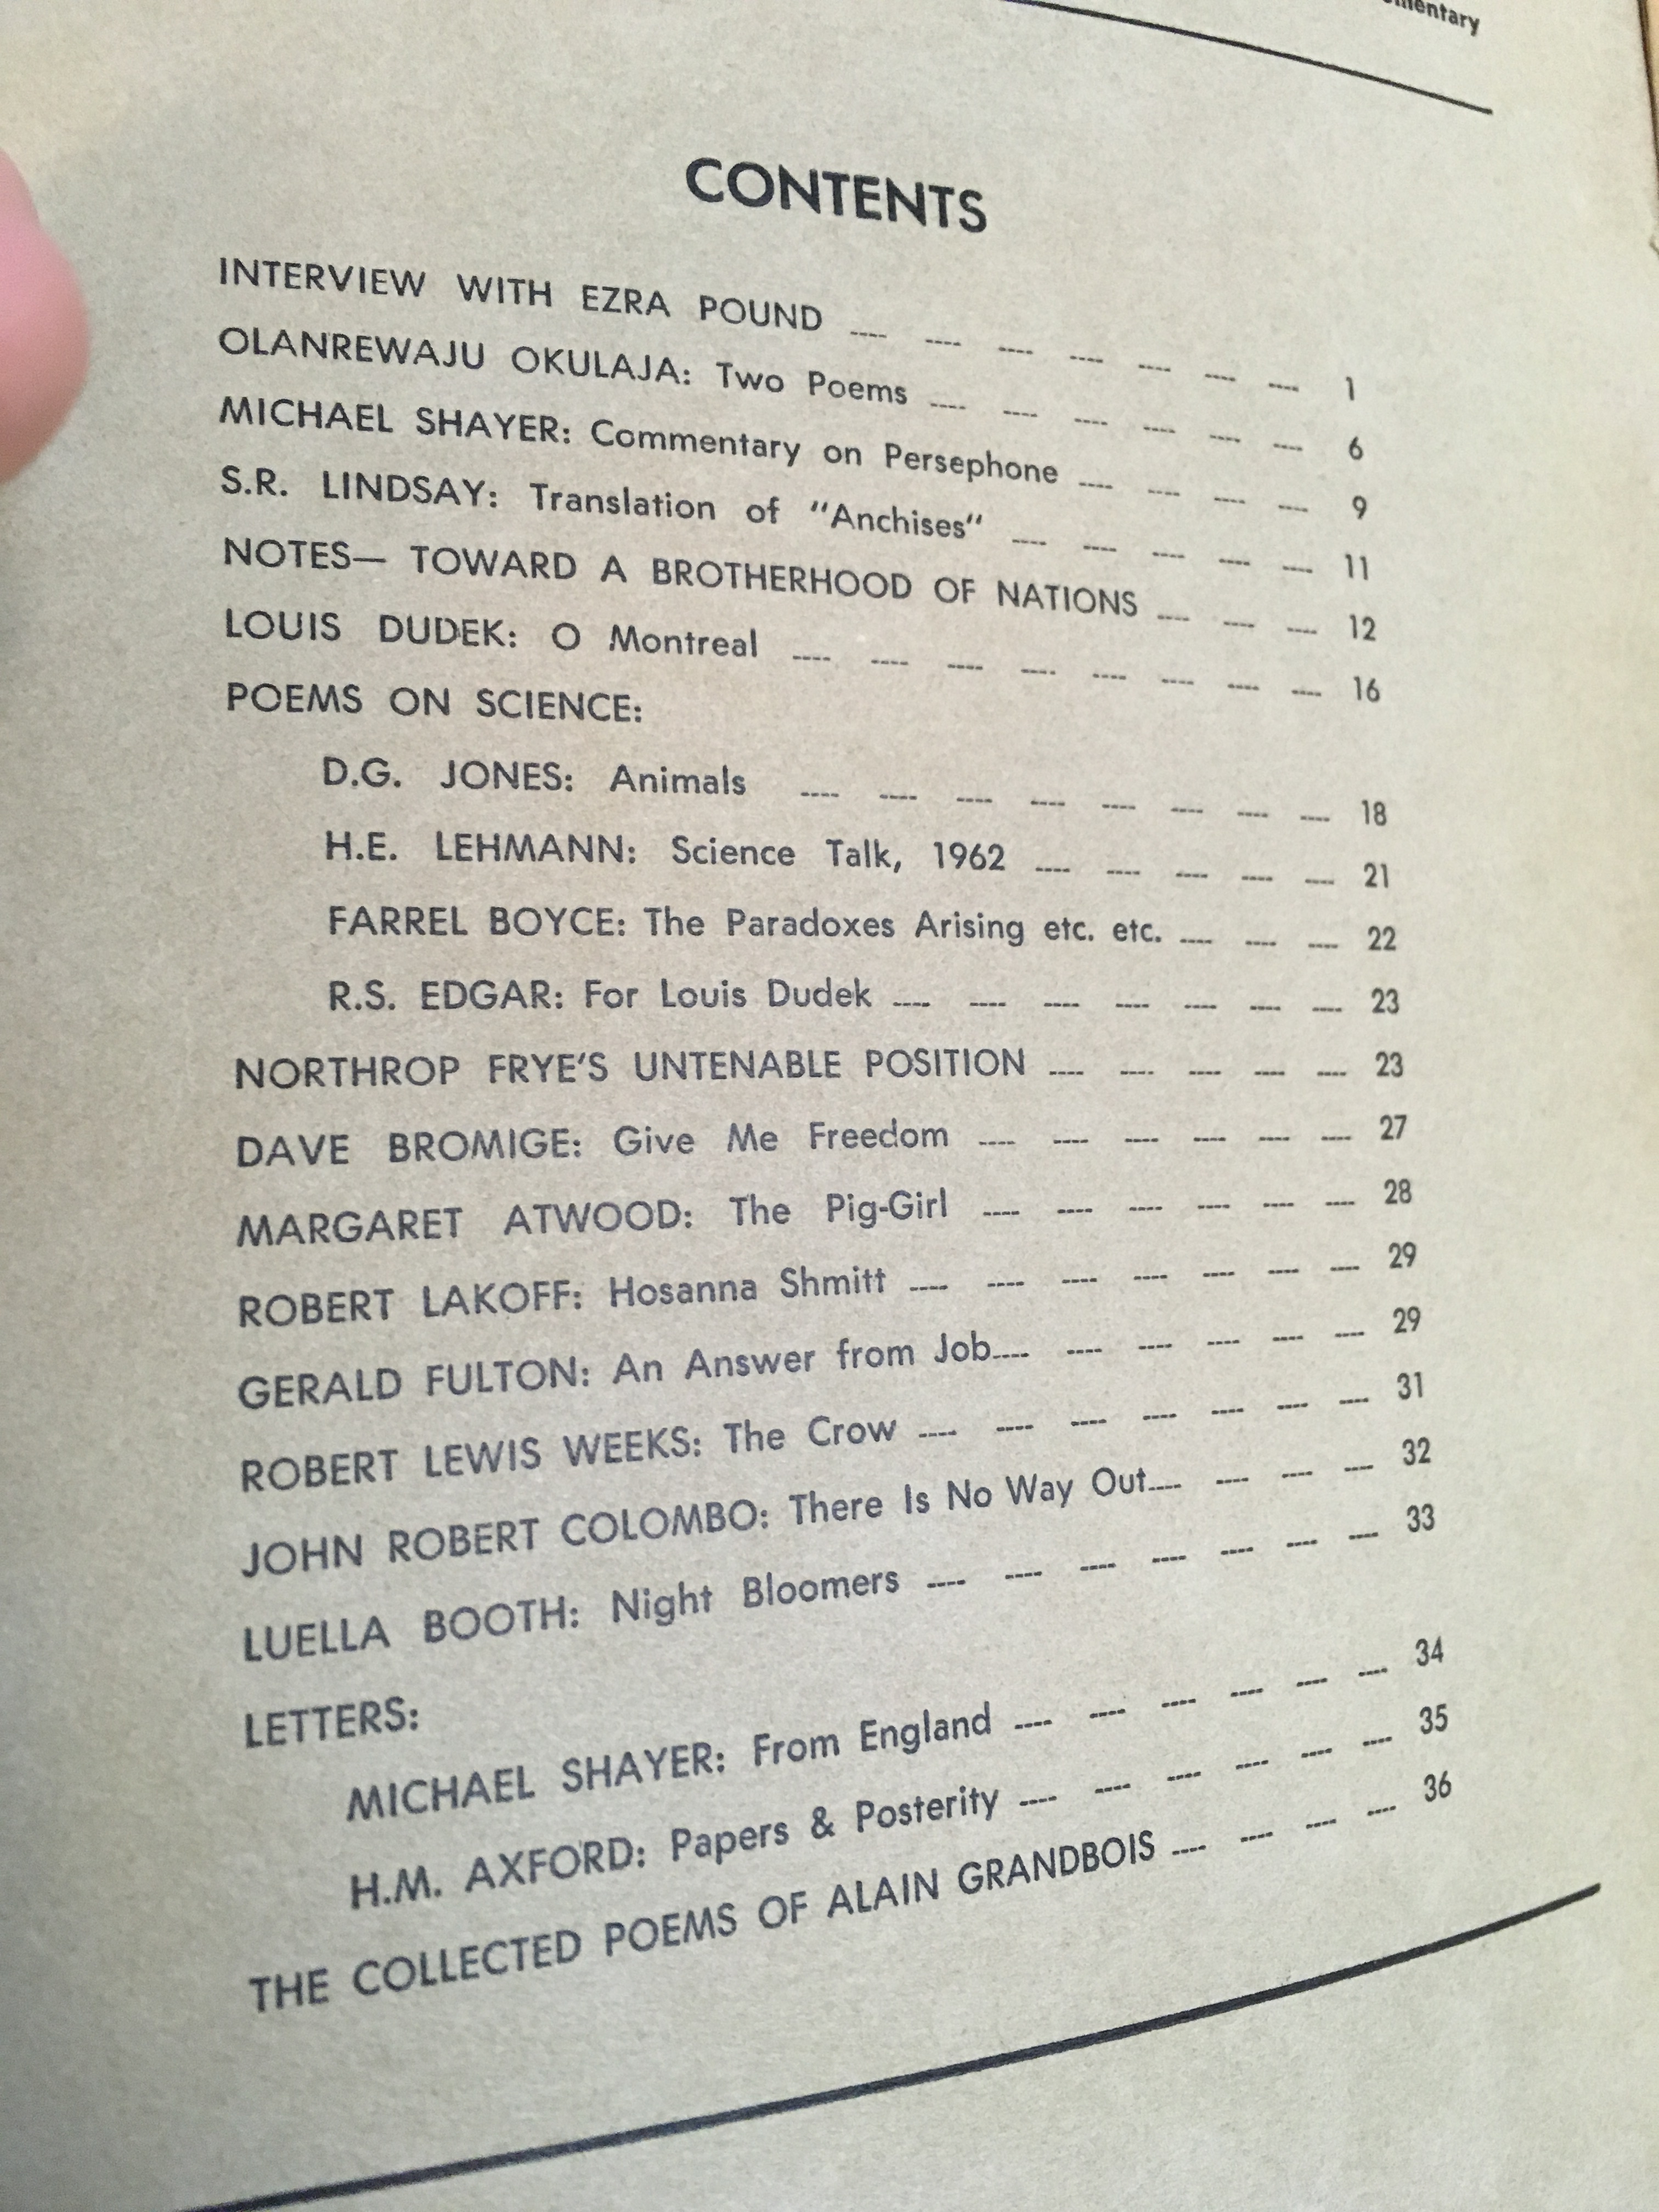 CONTENTS
INTERVIEW WITH EZRA POUND ---- ---- ---- ---- ---- ---- ---- 1
OLANREWAJU OKULAJA: Two Poems ---- ---- ---- ---- ---- ---- 6
MICHAEL SHAYER: Commentary on Persephone ---- ---- ---- ---- 9
S.R. LINDSAY: Translation of "Anchises" ---- ---- ---- ---- ---- 11
NOTES— TOWARD A BROTHERHOOD OF NATIONS ---- ---- ---- 12
LOUIS DUDEK: O Montreal ---- ---- ---- ---- ---- ---- ---- ---- 16
POEMS ON SCIENCE:
D.G. JONES: Animals ---- ---- ---- ---- ---- ---- ---- ---- 18
H.E. LEHMANN: Science Talk, 1962 ---- ---- ---- ---- ---- 21
FARREL BOYCE: The Paradoxes Arising etc. etc. ---- ---- ---- 22
R.S. EDGAR: For Louis Dudek ---- ---- ---- ---- ---- ---- ---- 23
NORTHROP FRYE'S UNTENABLE POSITION ---- ---- ---- ---- ---- 23
DAVE BROMIGE: Give Me Freedom ---- ---- ---- ---- ---- ---- 27
MARGARET ATWOOD: The Pig-Girl ---- ---- ---- ---- ---- ---- 28
ROBERT LAKOFF: Hosanna Shmitt ---- ---- ---- ---- ---- ---- ---- 29
GERALD FULTON: An Answer from Job---- ---- ---- ---- ---- ---- 29
ROBERT LEWIS WEEKS: The Crow ---- ---- ---- ---- ---- ---- ---- 31
JOHN ROBERT COLOMBO: There Is No Way Out---- ---- ---- ---- 32
LUELLA BOOTH: Night Bloomers ---- ---- ---- ---- ---- ---- ---- 33
LETTERS:
MICHAEL SHAYER: From England ---- ---- ---- ---- ---- ---- 34
H.M. AXFORD: Papers & Posterity ---- ---- ---- ---- ---- ---- 35
THE COLLECTED POEMS OF ALAIN GRANDBOIS ---- ---- ---- ---- 36